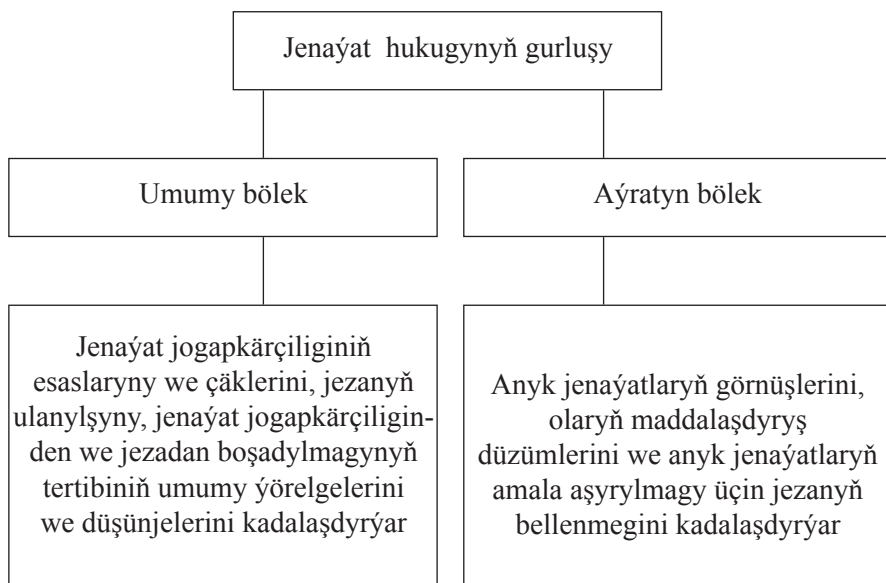 Jenaýat hukugynyň gurluşy
Umumy bölek
Aýratyn bölek
Jenaýat jogapkärçiliginiň
esaslaryny we çäklerini, jezanyň
ulanylşyny, jenaýat jogapkärçiligin-
den we jezadan boşadylmagynyň
tertibiniň umumy ýörelgelerini
we düşünjelerini kadalaşdyrýar
Anyk jenaýatlaryň görnüşlerini,
olaryň maddalaşdyryş
düzümlerini we anyk jenaýatlaryň
amala aşyrylmagy üçin jezanyň
bellenmegini kadalaşdyrýar